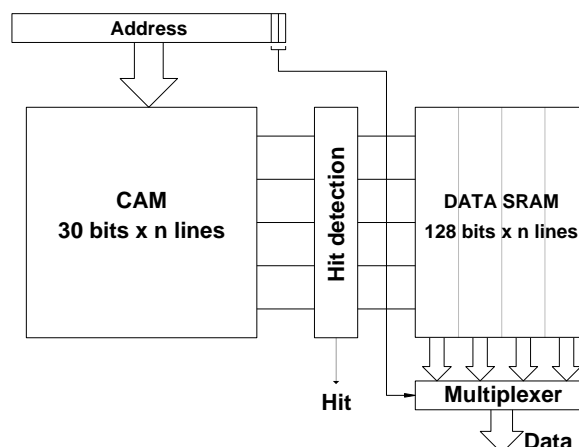 Address
CAM
30 bits x n lines
Hit detection
DATA SRAM
128 bits x n lines
Hit
Multiplexer
Data